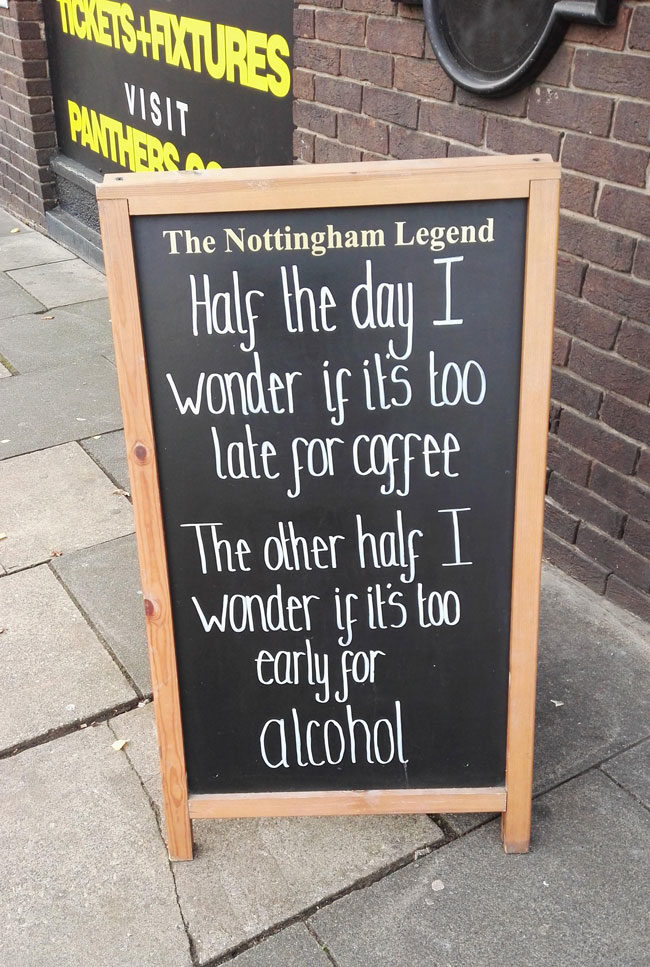 TICKETS+FIXTURES
VISIT
The Nottingham Legend
Half the day I
wonder if it's too
late for coffee
The other half I
wonder if it's too
early for
alcohol